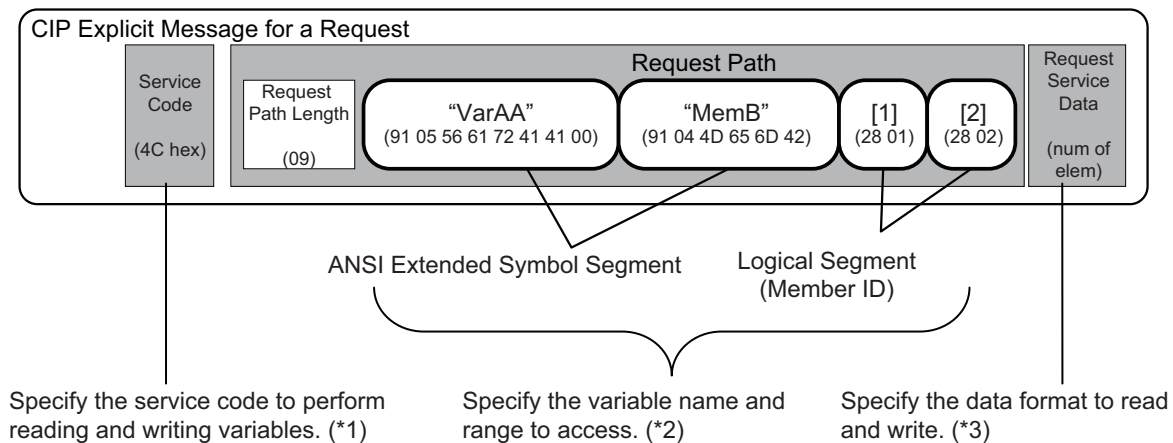 CIP Explicit Message for a Request
Service
Code
(4C hex)
Request Path
Request
Path Length
(09)
“VarAA”
(91 05 56 61 72 41 41 00)
“MemB”
(91 04 4D 65 6D 42)
[1]
(28 01)
[2]
(28 02)
Request
Service
Data
(num of
elem)
ANSI Extended Symbol Segment
Logical Segment
(Member ID)
Specify the service code to perform
reading and writing variables. (*1)
Specify the variable name and
range to access. (*2)
Specify the data format to read
and write. (*3)